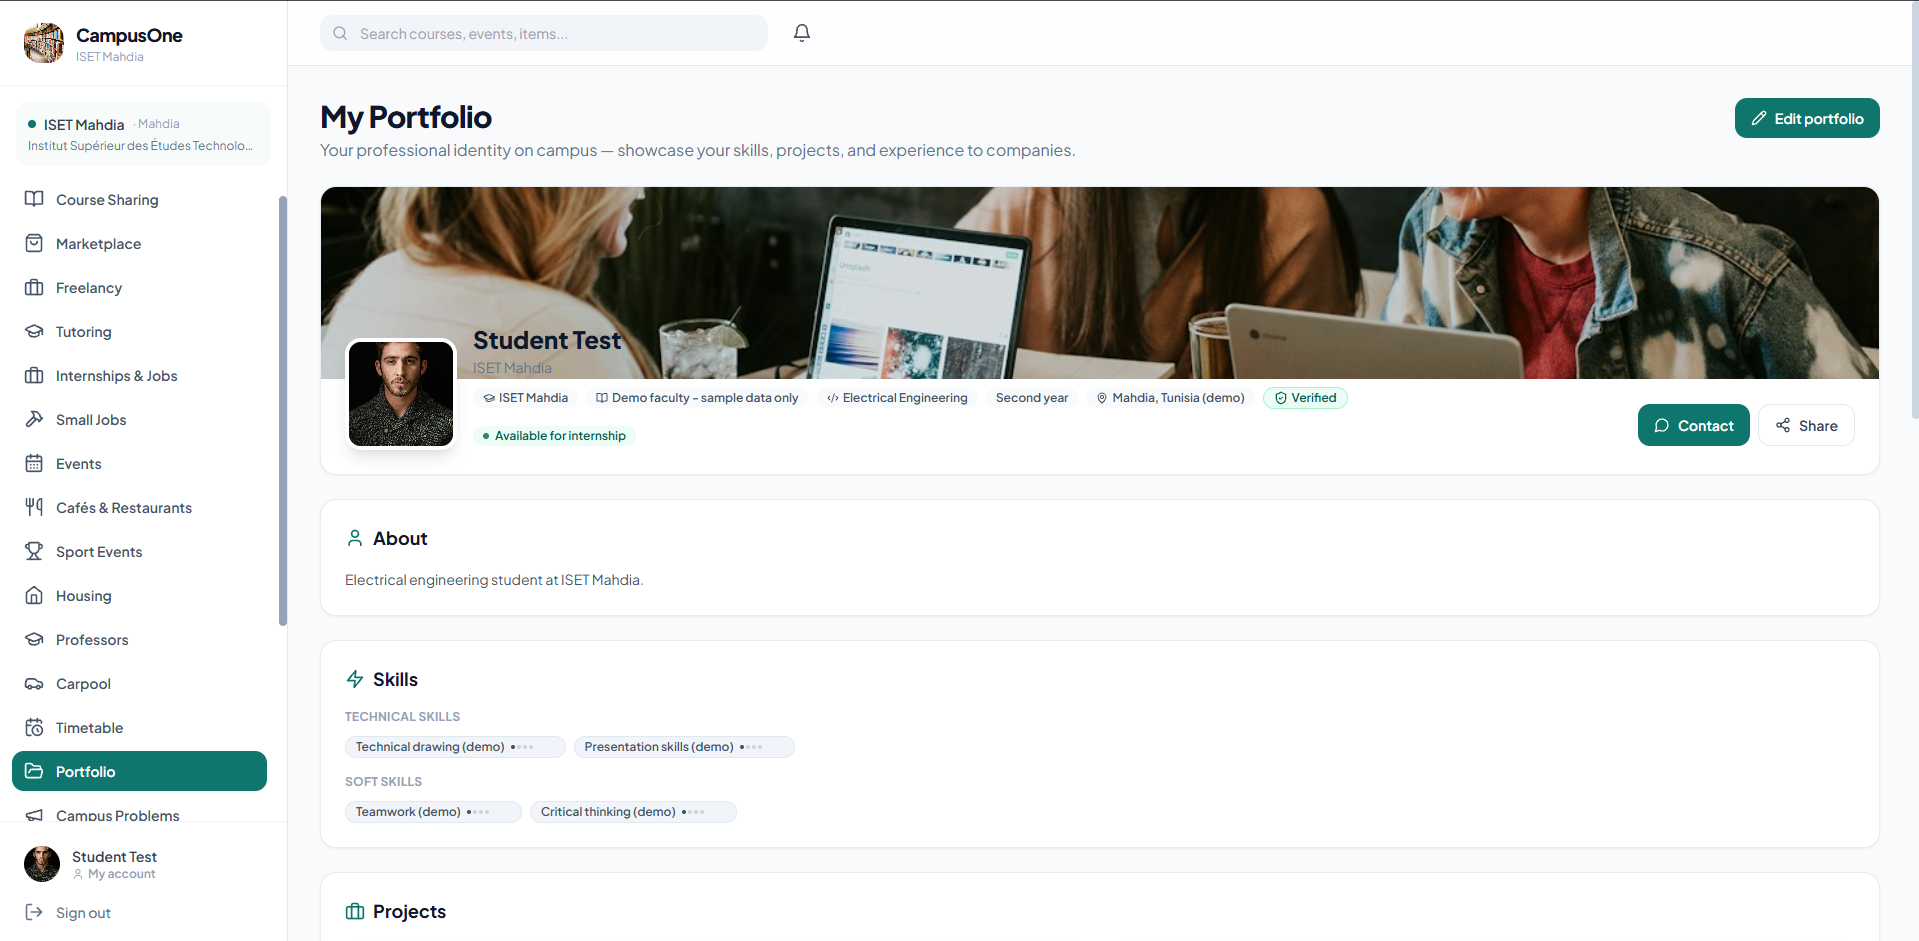 CampusOne
ISET Mahdia
Search courses, events, items...
ISET Mahdia · Mahdia
Institut Supérieur des Études Technolo...
Course Sharing
Marketplace
Freelancy
Tutoring
Internships & Jobs
Small Jobs
Events
Cafés & Restaurants
Sport Events
Housing
Professors
Carpool
Timetable
Portfolio
Campus Problems
Student Test
My account
Sign out
My Portfolio
Your professional identity on campus — showcase your skills, projects, and experience to companies.
Edit portfolio
Unsplash
Student Test
ISET Mahdia
ISET Mahdia Demo faculty - sample data only Electrical Engineering Second year Mahdia, Tunisia (demo) Verified
Available for internship
Contact Share
About
Electrical engineering student at ISET Mahdia.
Skills
TECHNICAL SKILLS
Technical drawing (demo) Presentation skills (demo)
SOFT SKILLS
Teamwork (demo) Critical thinking (demo)
Projects